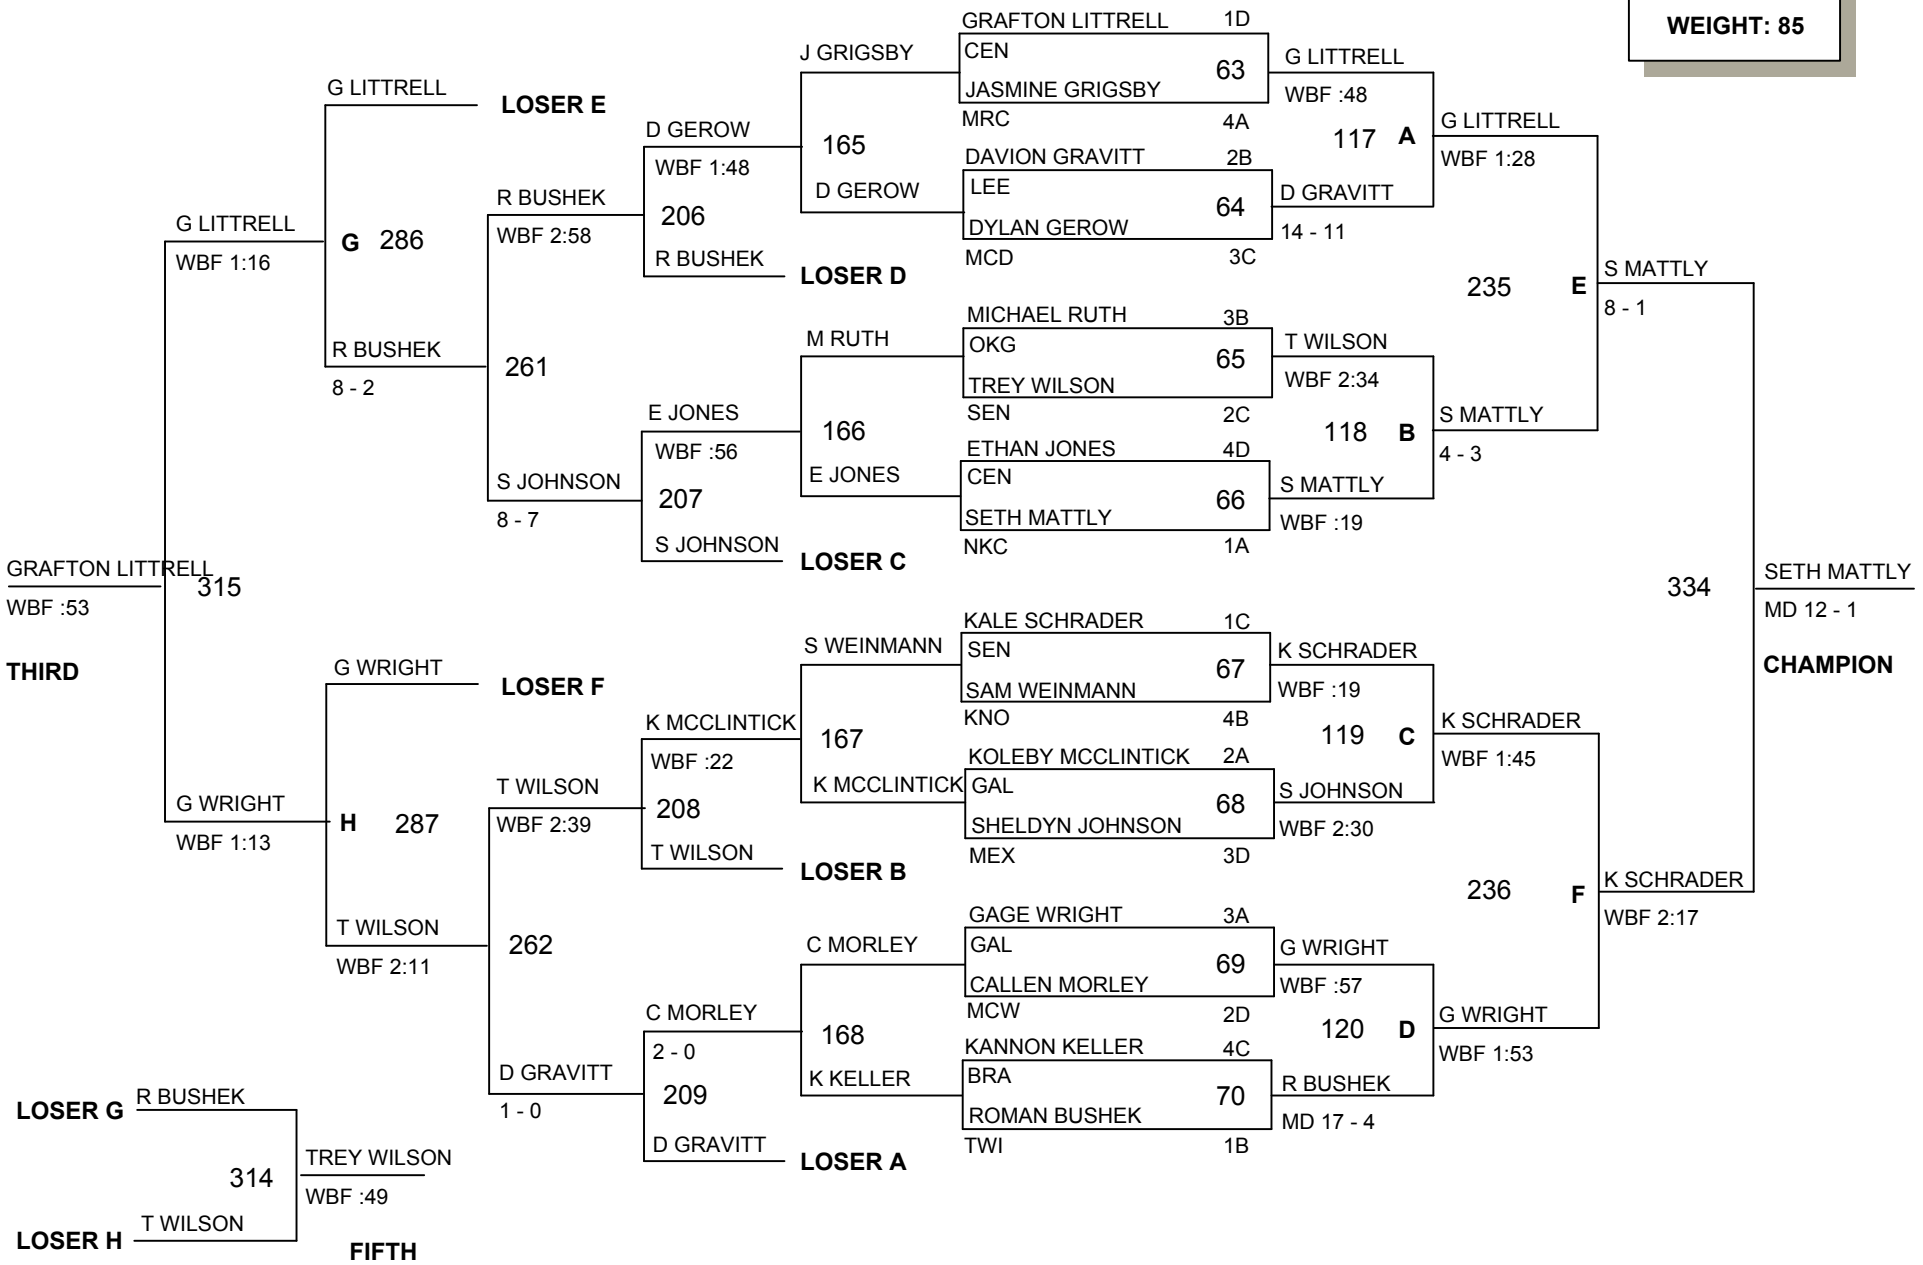 WEIGHT: 85
GRAFTON LITTRELL 1D
CEN
63
JASMINE GRIGSBY
MRC 4A
DAVION GRAVITT 2B
LEE
64
DYLAN GEROW
MCD 3C
MICHAEL RUTH 3B
OKG
65
TREY WILSON
SEN 2C
ETHAN JONES 4D
CEN
66
SETH MATTLY
NKC 1A
KALE SCHRADER 1C
SEN
67
SAM WEINMANN
KNO 4B
KOLEBY MCCLINTICK 2A
GAL
68
SHELDYN JOHNSON
MEX 3D
GAGE WRIGHT 3A
GAL
69
CALLEN MORLEY
MCW 2D
KANNON KELLER 4C
BRA
70
ROMAN BUSHEK
TWI 1B
G LITTRELL
WBF :48
117 A
D GRAVITT
14 - 11
T WILSON
WBF 2:34
118 B
S MATTLY
WBF :19
K SCHRADER
WBF :19
119 C
S JOHNSON
WBF 2:30
G WRIGHT
WBF :57
120 D
R BUSHEK
MD 17 - 4
G LITTRELL
WBF 1:28
235 E
S MATTLY
4 - 3
K SCHRADER
WBF 1:45
236 F
G WRIGHT
WBF 1:53
S MATTLY
8 - 1
334
K SCHRADER
WBF 2:17
SETH MATTLY
MD 12 - 1
CHAMPION
J GRIGSBY
165
D GEROW
M RUTH
166
E JONES
S WEINMANN
167
K MCCLINTICK
C MORLEY
168
K KELLER
D GEROW
WBF 1:48
206
R BUSHEK
LOSER D
E JONES
WBF :56
207
S JOHNSON
LOSER C
K MCCLINTICK
WBF :22
208
T WILSON
LOSER B
C MORLEY
2 - 0
209
D GRAVITT
LOSER A
R BUSHEK
WBF 2:58
261
S JOHNSON
8 - 7
T WILSON
WBF 2:39
262
D GRAVITT
1 - 0
G LITTRELL
LOSER E
G 286
R BUSHEK
8 - 2
G WRIGHT
LOSER F
H 287
T WILSON
WBF 2:11
G LITTRELL
WBF 1:16
315
G WRIGHT
WBF 1:13
GRAFTON LITTRELL
WBF :53
THIRD
LOSER G R BUSHEK
314
TREY WILSON
WBF :49
LOSER H T WILSON
FIFTH